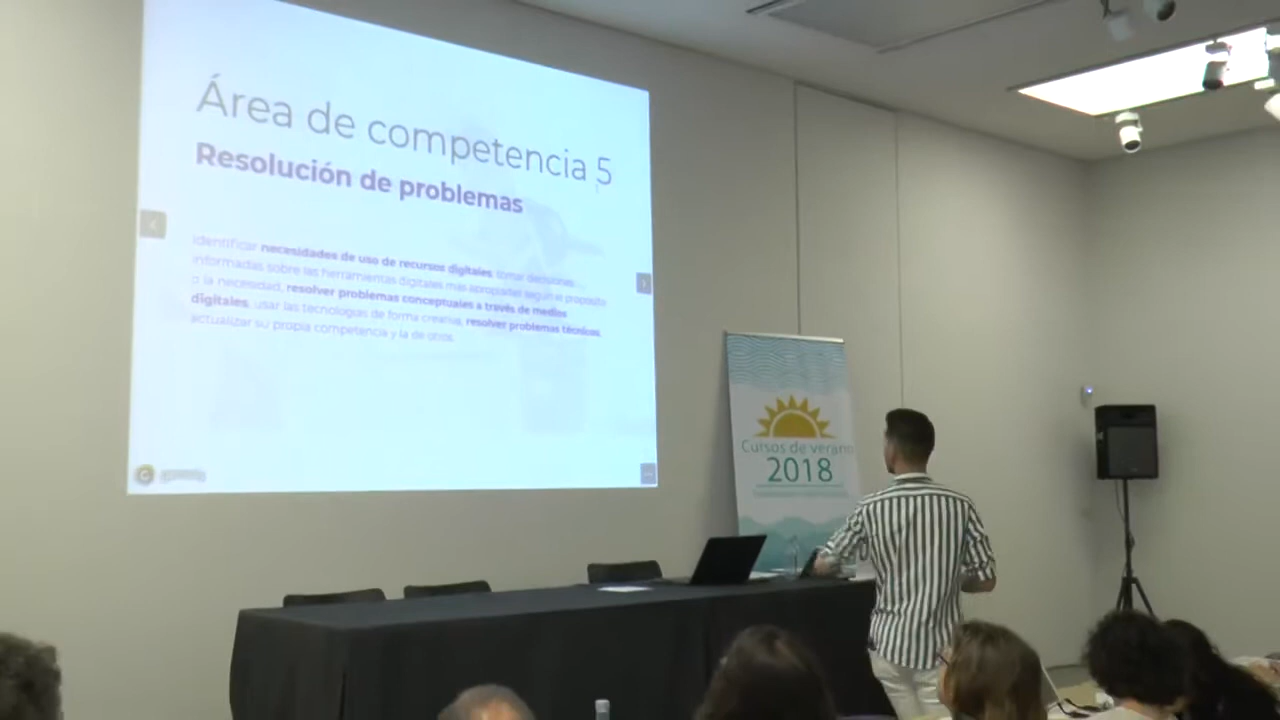 Área de competencia 5
Resolución de problemas
Identificar necesidades de uso de recursos digitales, tomar decisiones
informadas sobre las herramientas digitales más apropiadas según el propósito
o la necesidad, resolver problemas conceptuales a través de medios
digitales, usar las tecnologías de forma creativa, resolver problemas técnicos,
actualizar su propia competencia y la de otros.
Cursos de verano
2018